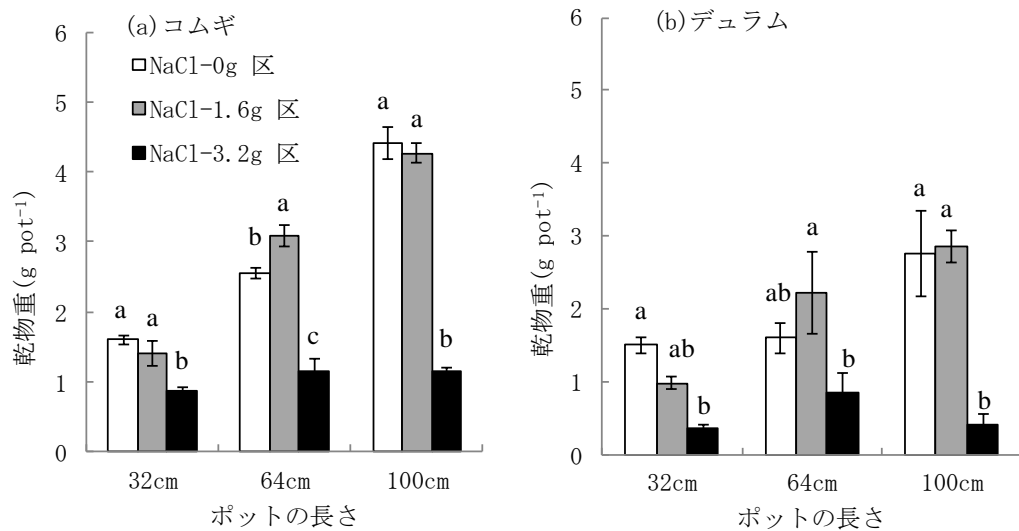 (a)コムギ
NaCl-0g 区
NaCl-1.6g 区
NaCl-3.2g 区
乾物重(g pot⁻¹)
6
5
4
3
2
1
0
a
a
b
b
a
c
a
a
b
32cm
64cm
100cm
ポットの長さ
(b)デュラム
乾物重(g pot⁻¹)
6
5
4
3
2
1
0
a
ab
b
ab
a
b
a
a
b
32cm
64cm
100cm
ポットの長さ